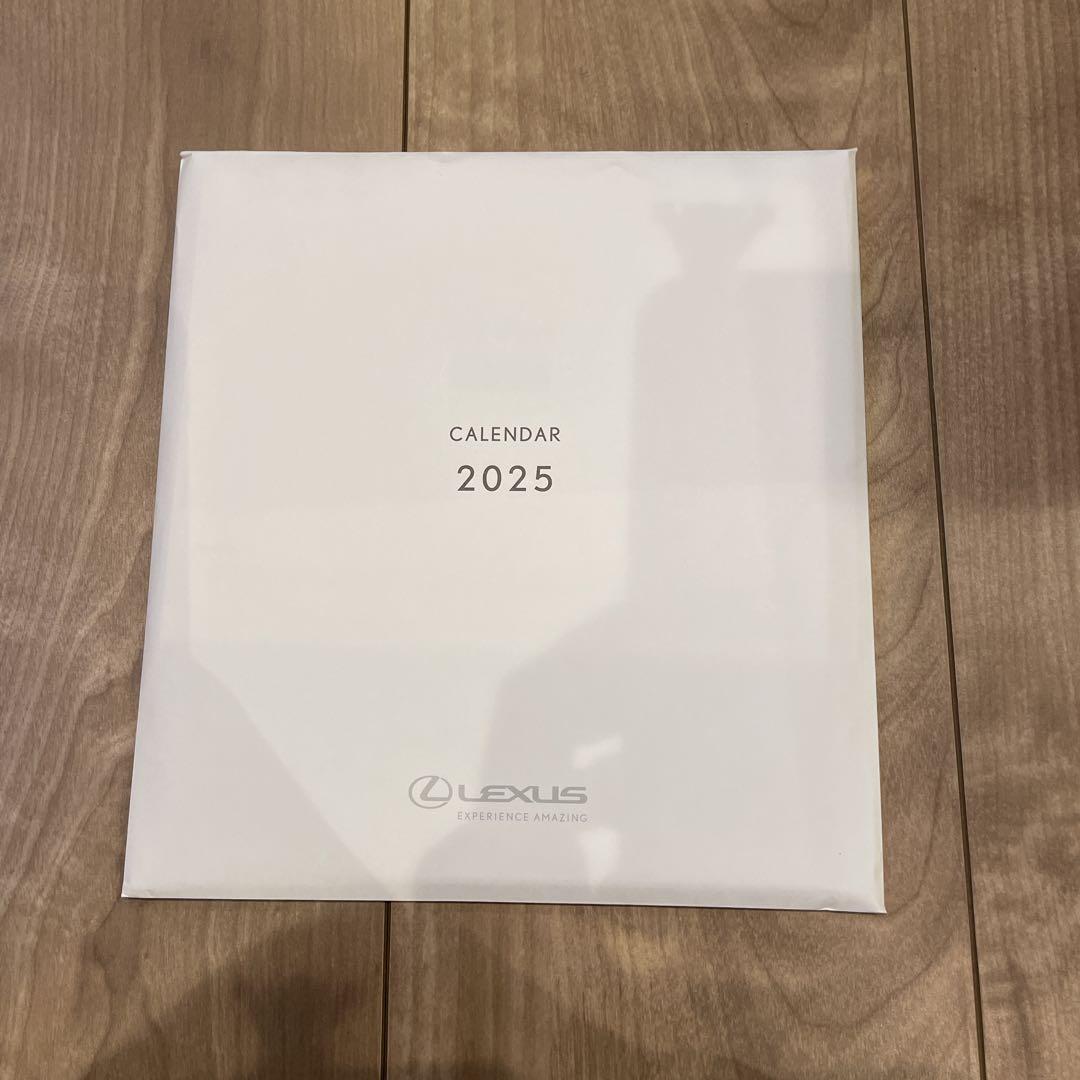 CALENDAR
2025
LEXUS
EXPERIENCE AMAZING